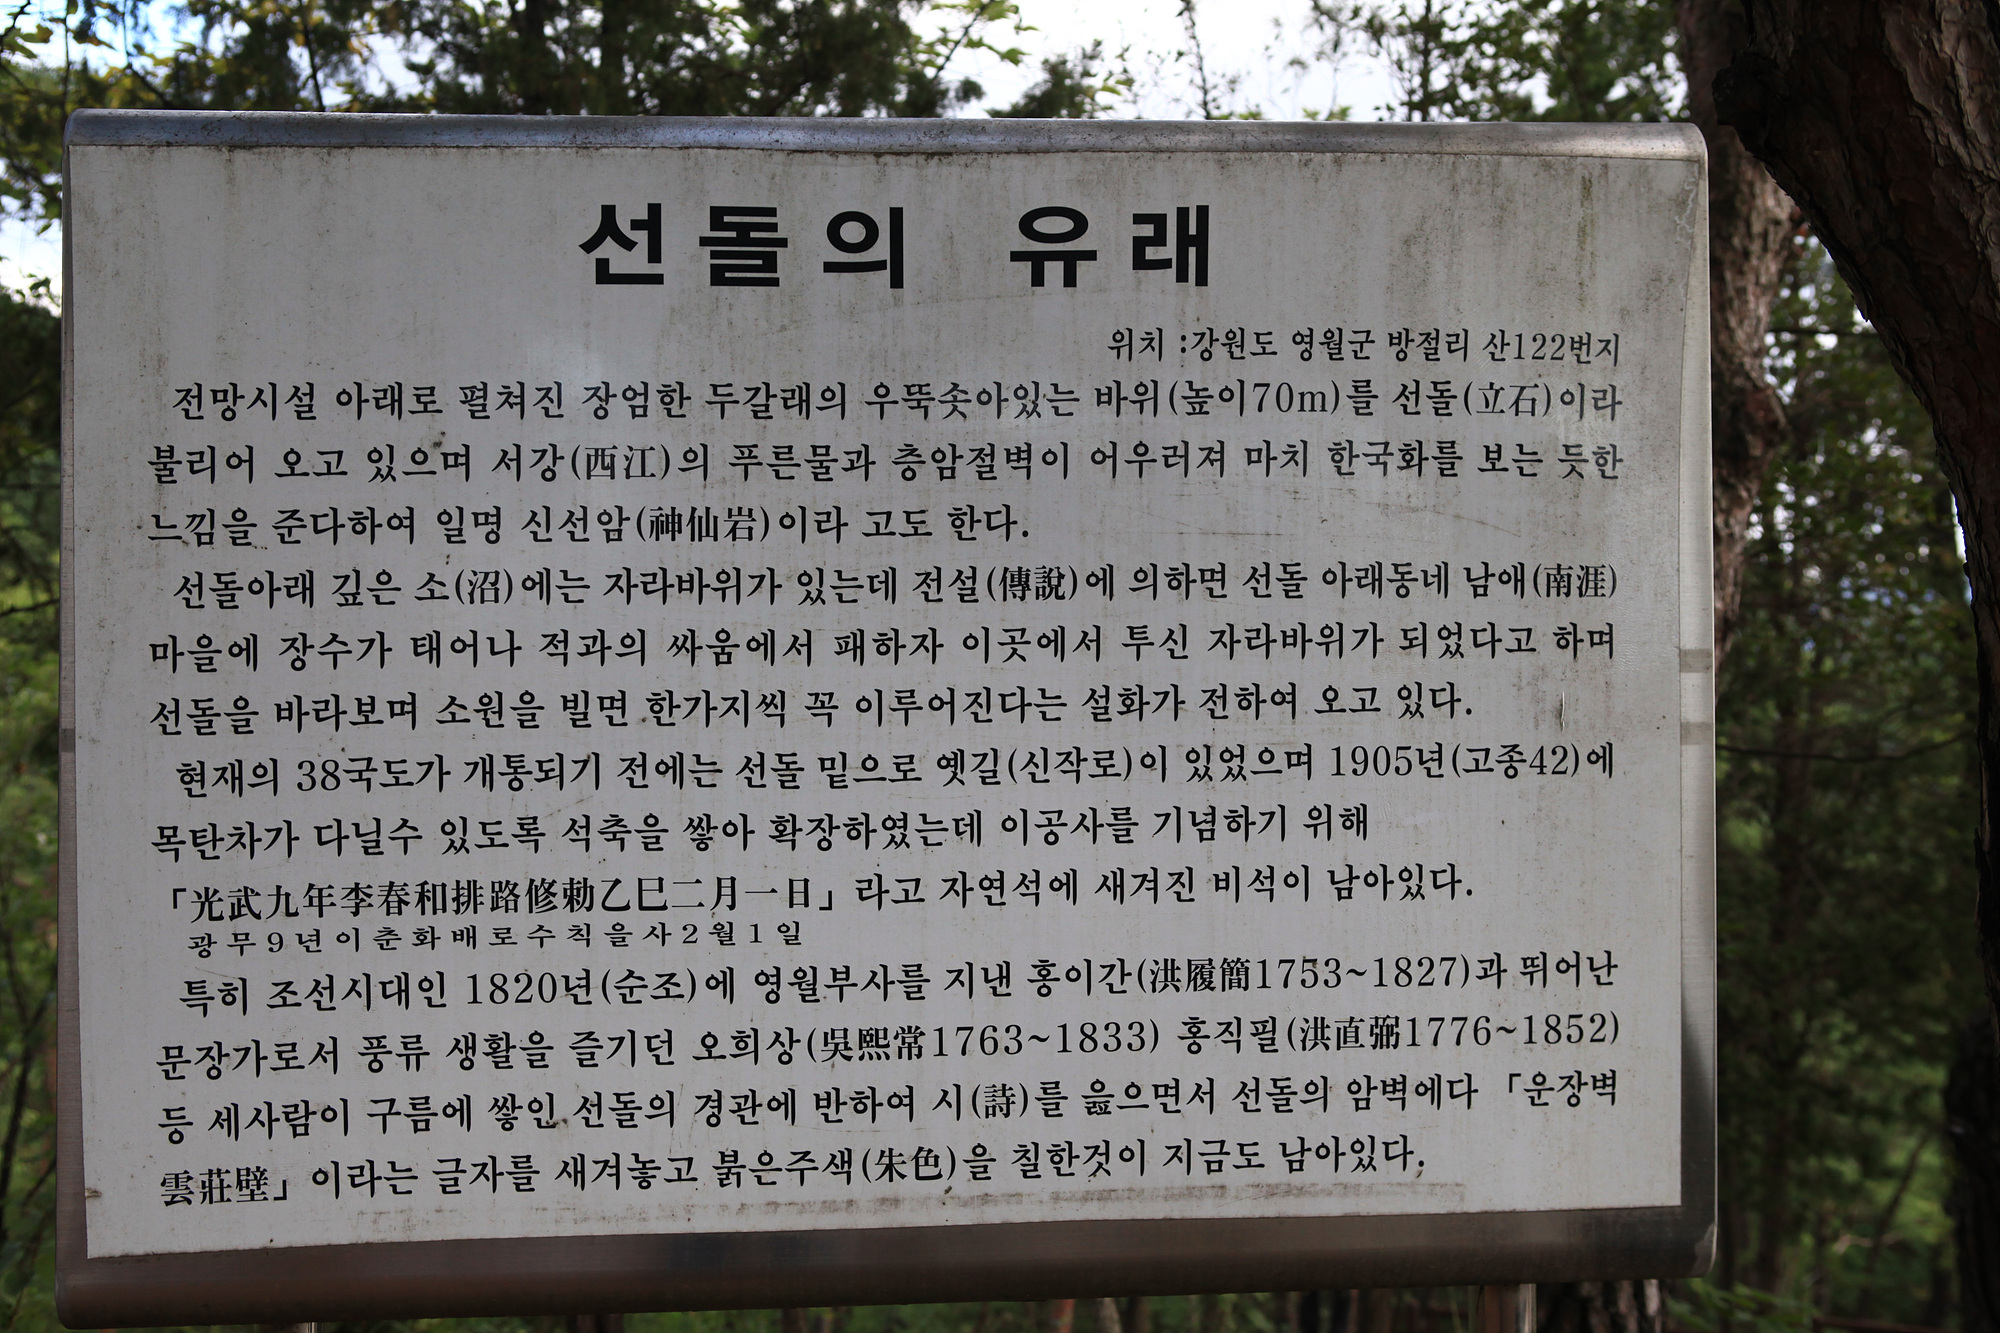 선돌의 유래
위치 :강원도 영월군 방절리 산122번지
전망시설 아래로 펼쳐진 장엄한 두갈래의 우뚝솟아있는 바위(높이70m)를 선돌(立石)이라
불리어 오고 있으며 서강(西江)의 푸른물과 층암절벽이 어우러져 마치 한국화를 보는 듯한
느낌을 준다하여 일명 신선암(神仙岩)이라 고도 한다.
선돌아래 깊은 소(沼)에는 자라바위가 있는데 전설(傳說)에 의하면 선돌 아래동네 남애(南涯)
마을에 장수가 태어나 적과의 싸움에서 패하자 이곳에서 투신 자라바위가 되었다고 하며
선돌을 바라보며 소원을 빌면 한가지씩 꼭 이루어진다는 설화가 전하여 오고 있다.
현재의 38국도가 개통되기 전에는 선돌 밑으로 옛길(신작로)이 있었으며 1905년(고종42)에
목탄차가 다닐수 있도록 석축을 쌓아 확장하였는데 이공사를 기념하기 위해
「光武九年李春和排路修勅乙巳二月一日」라고 자연석에 새겨진 비석이 남아있다.
광무9년이춘화배로수칙을사2월1일
특히 조선시대인 1820년(순조)에 영월부사를 지낸 홍이간(洪履簡1753~1827)과 뛰어난
문장가로서 풍류 생활을 즐기던 오희상(吳熙常1763~1833) 홍직필(洪直弼1776~1852)
등 세사람이 구름에 쌓인 선돌의 경관에 반하여 시(詩)를 읊으면서 선돌의 암벽에다 「운장벽
雲莊壁」이라는 글자를 새겨놓고 붉은주색(朱色)을 칠한것이 지금도 남아있다.